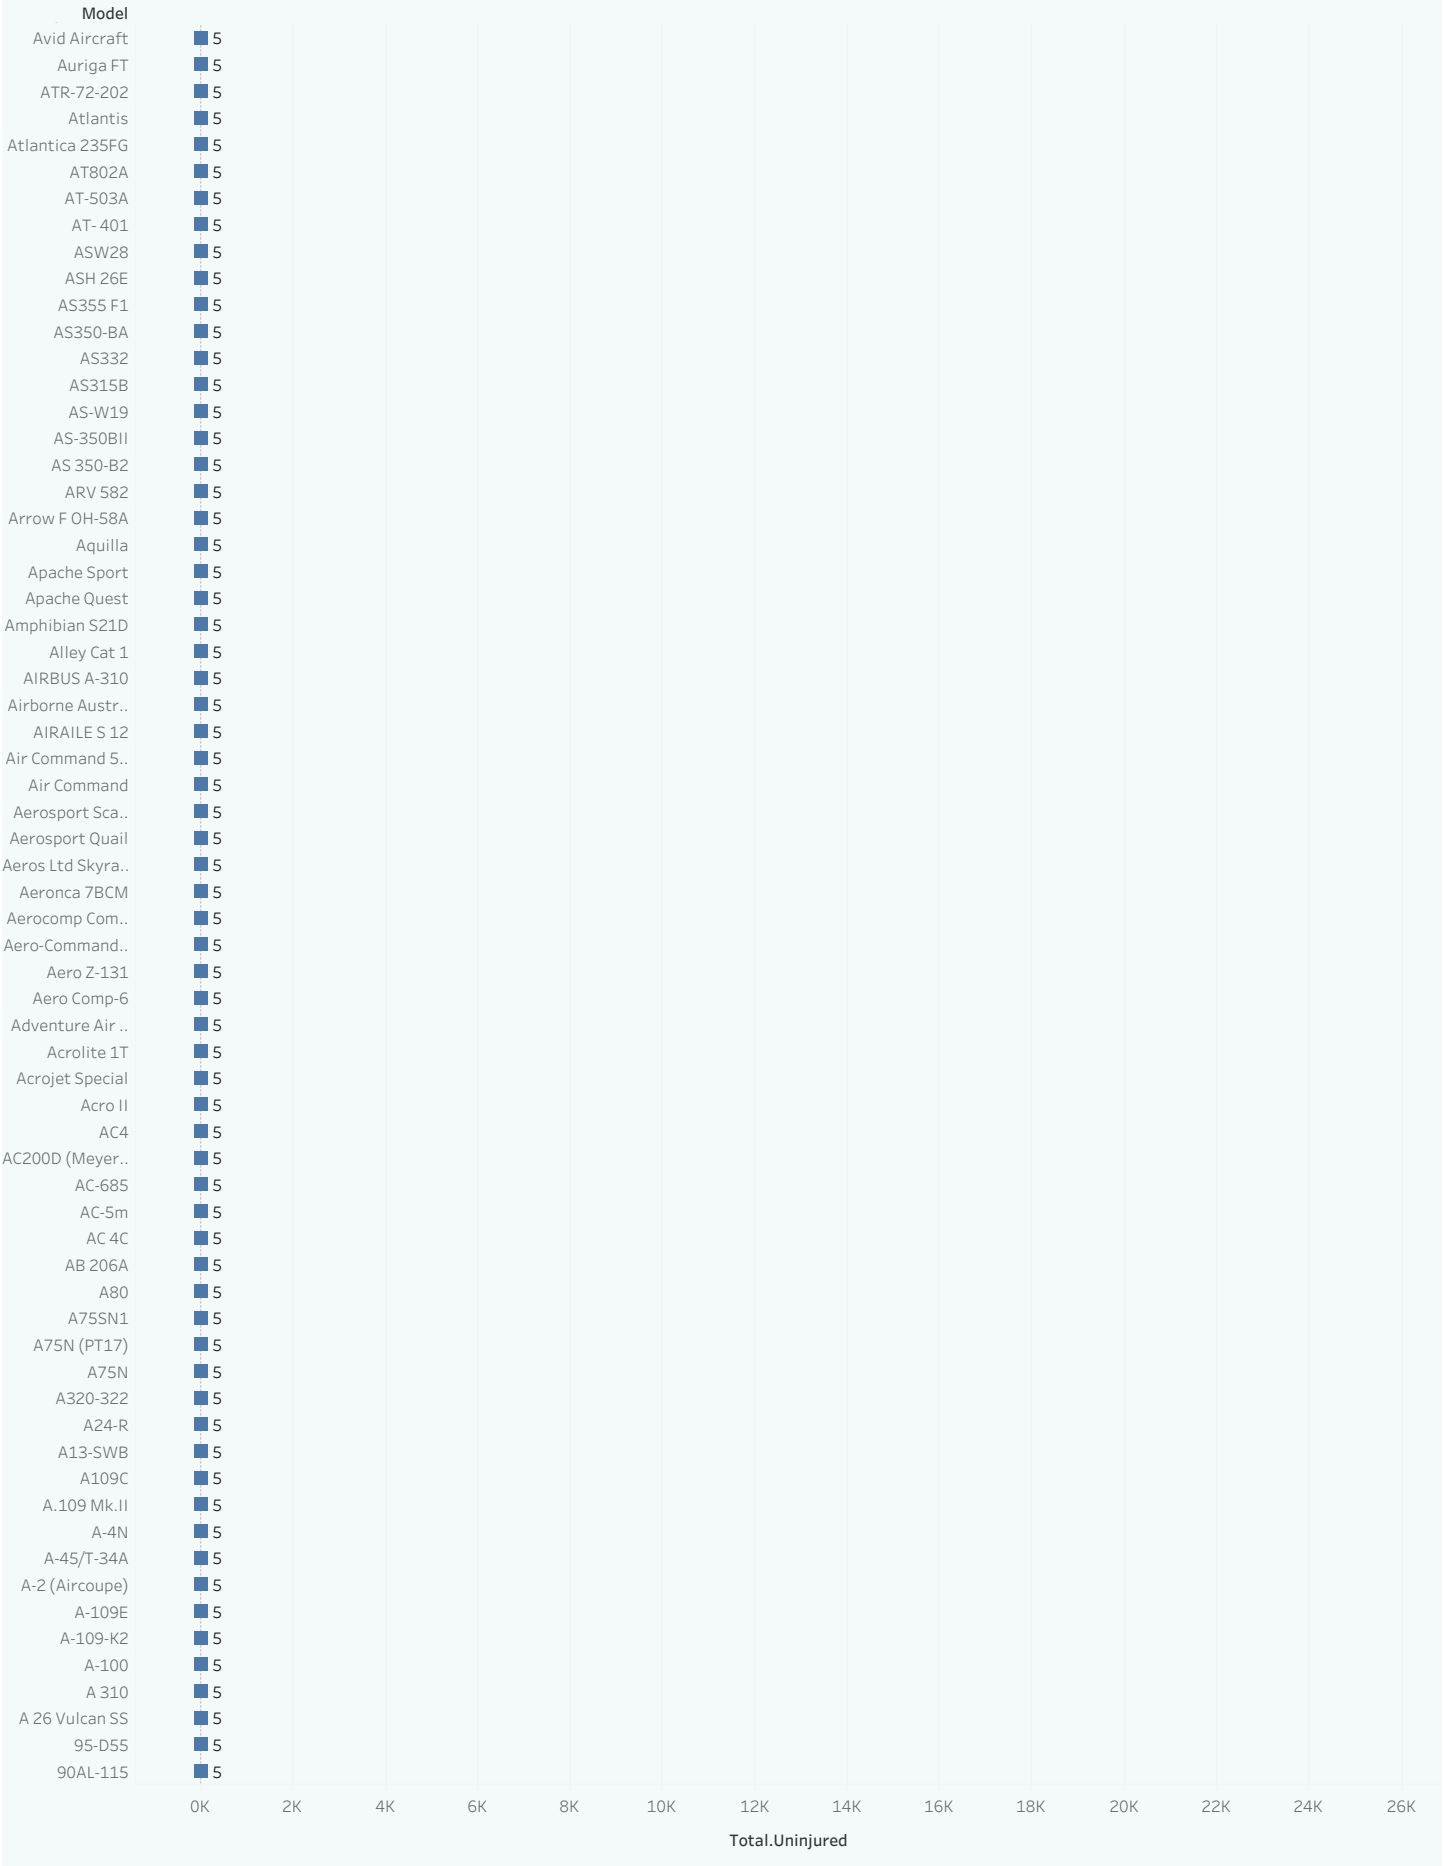 Model
Avid Aircraft 5
Auriga FT 5
ATR-72-202 5
Atlantis 5
Atlantica 235FG 5
AT802A 5
AT-503A 5
AT- 401 5
ASW28 5
ASH 26E 5
AS355 F1 5
AS350-BA 5
AS332 5
AS315B 5
AS-W19 5
AS-350BII 5
AS 350-B2 5
ARV 582 5
Arrow F OH-58A 5
Aquilla 5
Apache Sport 5
Apache Quest 5
Amphibian S21D 5
Alley Cat 1 5
AIRBUS A-310 5
Airborne Austr.. 5
AIRAILE S 12 5
Air Command 5.. 5
Air Command 5
Aerosport Sca.. 5
Aerosport Quail 5
Aeros Ltd Skyra.. 5
Aeronca 7BCM 5
Aerocomp Com.. 5
Aero-Command.. 5
Aero Z-131 5
Aero Comp-6 5
Adventure Air .. 5
Acrolite 1T 5
Acrojet Special 5
Acro II 5
AC4 5
AC200D (Meyer.. 5
AC-685 5
AC-5m 5
AC 4C 5
AB 206A 5
A80 5
A75SN1 5
A75N (PT17) 5
A75N 5
A320-322 5
A24-R 5
A13-SWB 5
A109C 5
A.109 Mk.II 5
A-4N 5
A-45/T-34A 5
A-2 (Aircoupe) 5
A-109E 5
A-109-K2 5
A-100 5
A 310 5
A 26 Vulcan SS 5
95-D55 5
90AL-115 5
0K 2K 4K 6K 8K 10K 12K 14K 16K 18K 20K 22K 24K 26K
Total.Uninjured